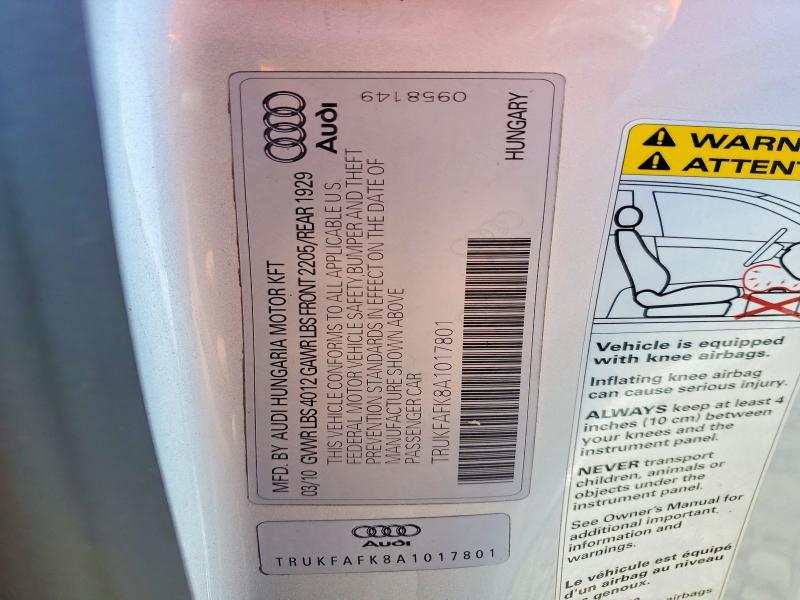 Audi
0958149
MFD. BY AUDI HUNGARIA MOTOR KFT
03/10 GVWR LBS 4012 GAWR LBS FRONT 2205/REAR 1929
THIS VEHICLE CONFORMS TO ALL APPLICABLE U.S.
FEDERAL MOTOR VEHICLE SAFETY BUMPER AND THEFT
PREVENTION STANDARDS IN EFFECT ON THE DATE OF
MANUFACTURE SHOWN ABOVE
PASSENGER CAR
TRUKFAFK8A1017801
HUNGARY
Audi
TRUKFAFK8A1017801
WARN
ATTENT
Vehicle is equipped
with knee airbags.
Inflating knee airbag
can cause serious injury.
ALWAYS keep at least 4
inches (10 cm) between
your knees and the
instrument panel.
NEVER transport
children, animals or
objects under the
instrument panel.
See Owner's Manual for
additional important
information and
warnings.
Le véhicule est équipé
d'un airbag au niveau
genoux.
airbags